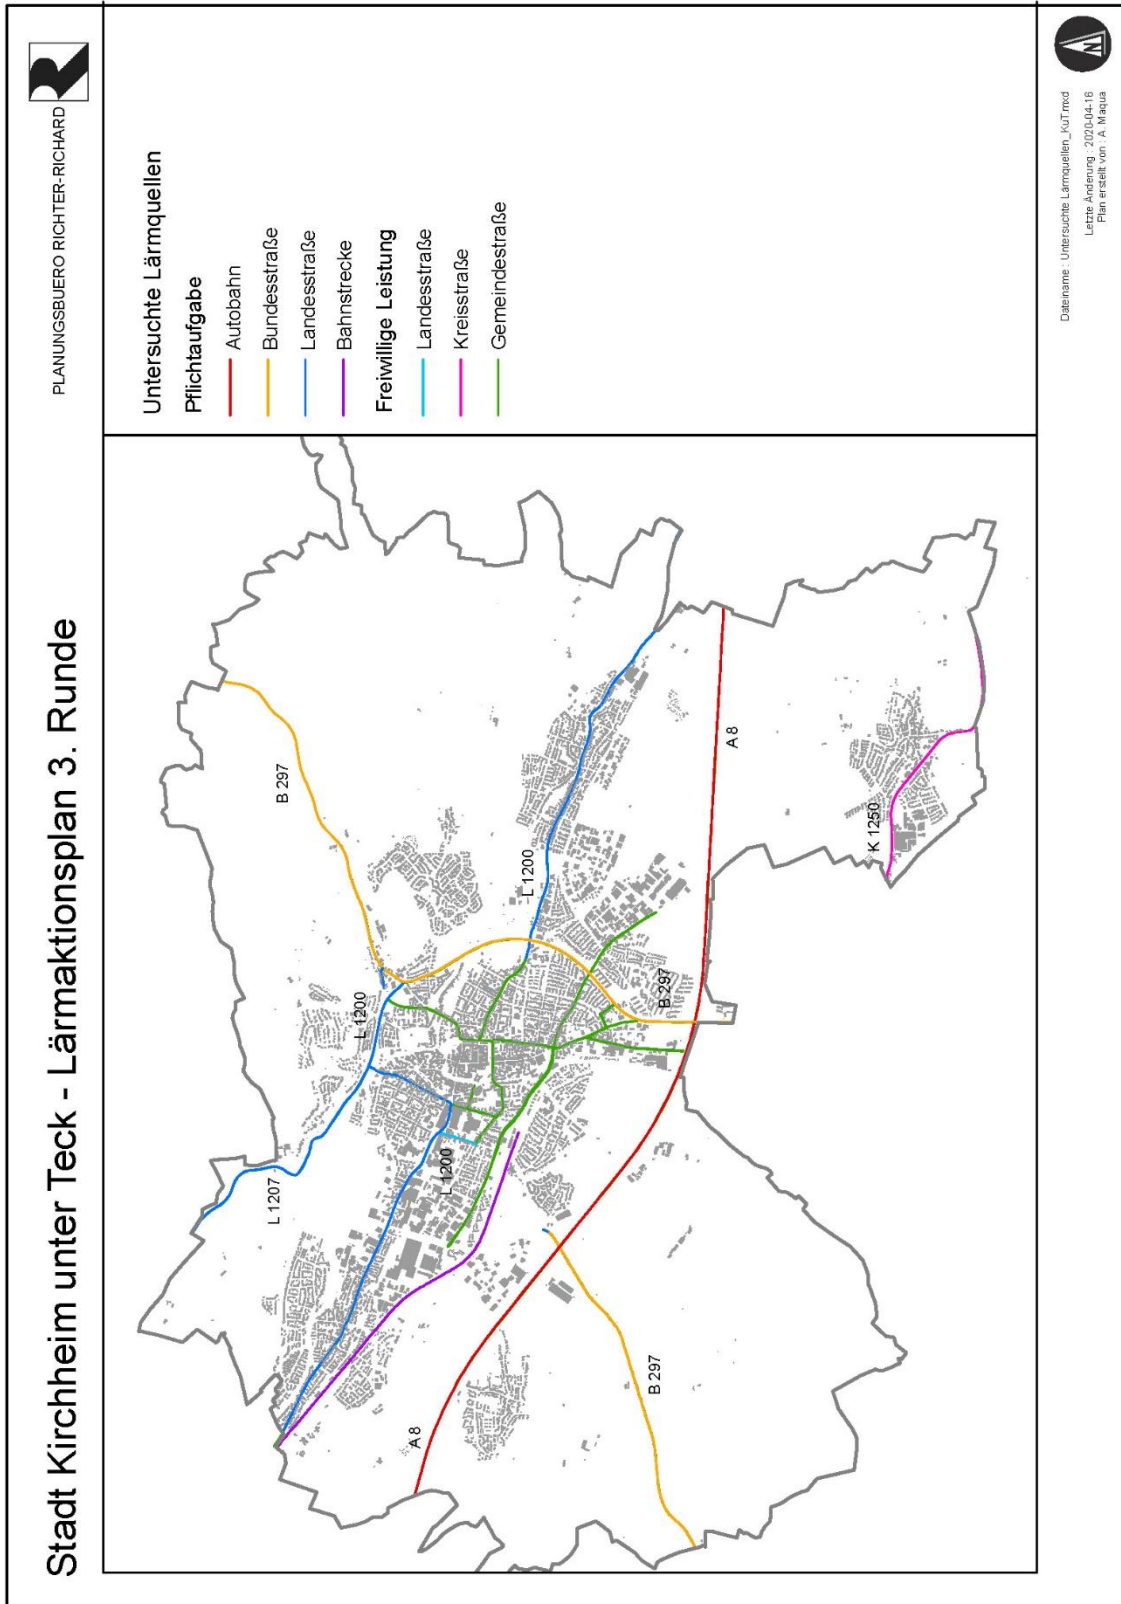 Stadt Kirchheim unter Teck - Lärmaktionsplan 3. Runde
PLANUNGSBUERO RICHTER-RICHARD
Untersuchte Lärmquellen
Pflichtaufgabe
Autobahn
Bundesstraße
Landesstraße
Bahnstrecke
Freiwillige Leistung
Landesstraße
Kreisstraße
Gemeindestraße
L 1207
B 297
L 1200
L 1200
L 1200
A 8
B 297
B 297
A 8
K 1250
N
Dateiname : Untersuchte Lärmquellen_KuT.mxd
Letzte Änderung : 2020-04-16
Plan erstellt von : A. Maqua